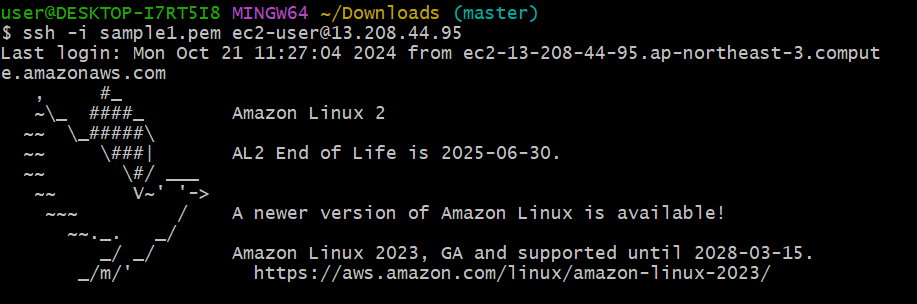 user@DESKTOP-I7RT5I8 MINGW64 ~/Downloads (master)
$ ssh -i sample1.pem ec2-user@13.208.44.95
Last login: Mon Oct 21 11:27:04 2024 from ec2-13-208-44-95.ap-northeast-3.comput
e.amazonaws.com
   ,     #_
   ~\_  ####_        Amazon Linux 2
  ~~  \_#####\
  ~~     \###|       AL2 End of Life is 2025-06-30.
  ~~       \#/ ___
   ~~       V~' '->
    ~~~         /    A newer version of Amazon Linux is available!
      ~~._.   _/
         _/ _/       Amazon Linux 2023, GA and supported until 2028-03-15.
       _/m/'           https://aws.amazon.com/linux/amazon-linux-2023/